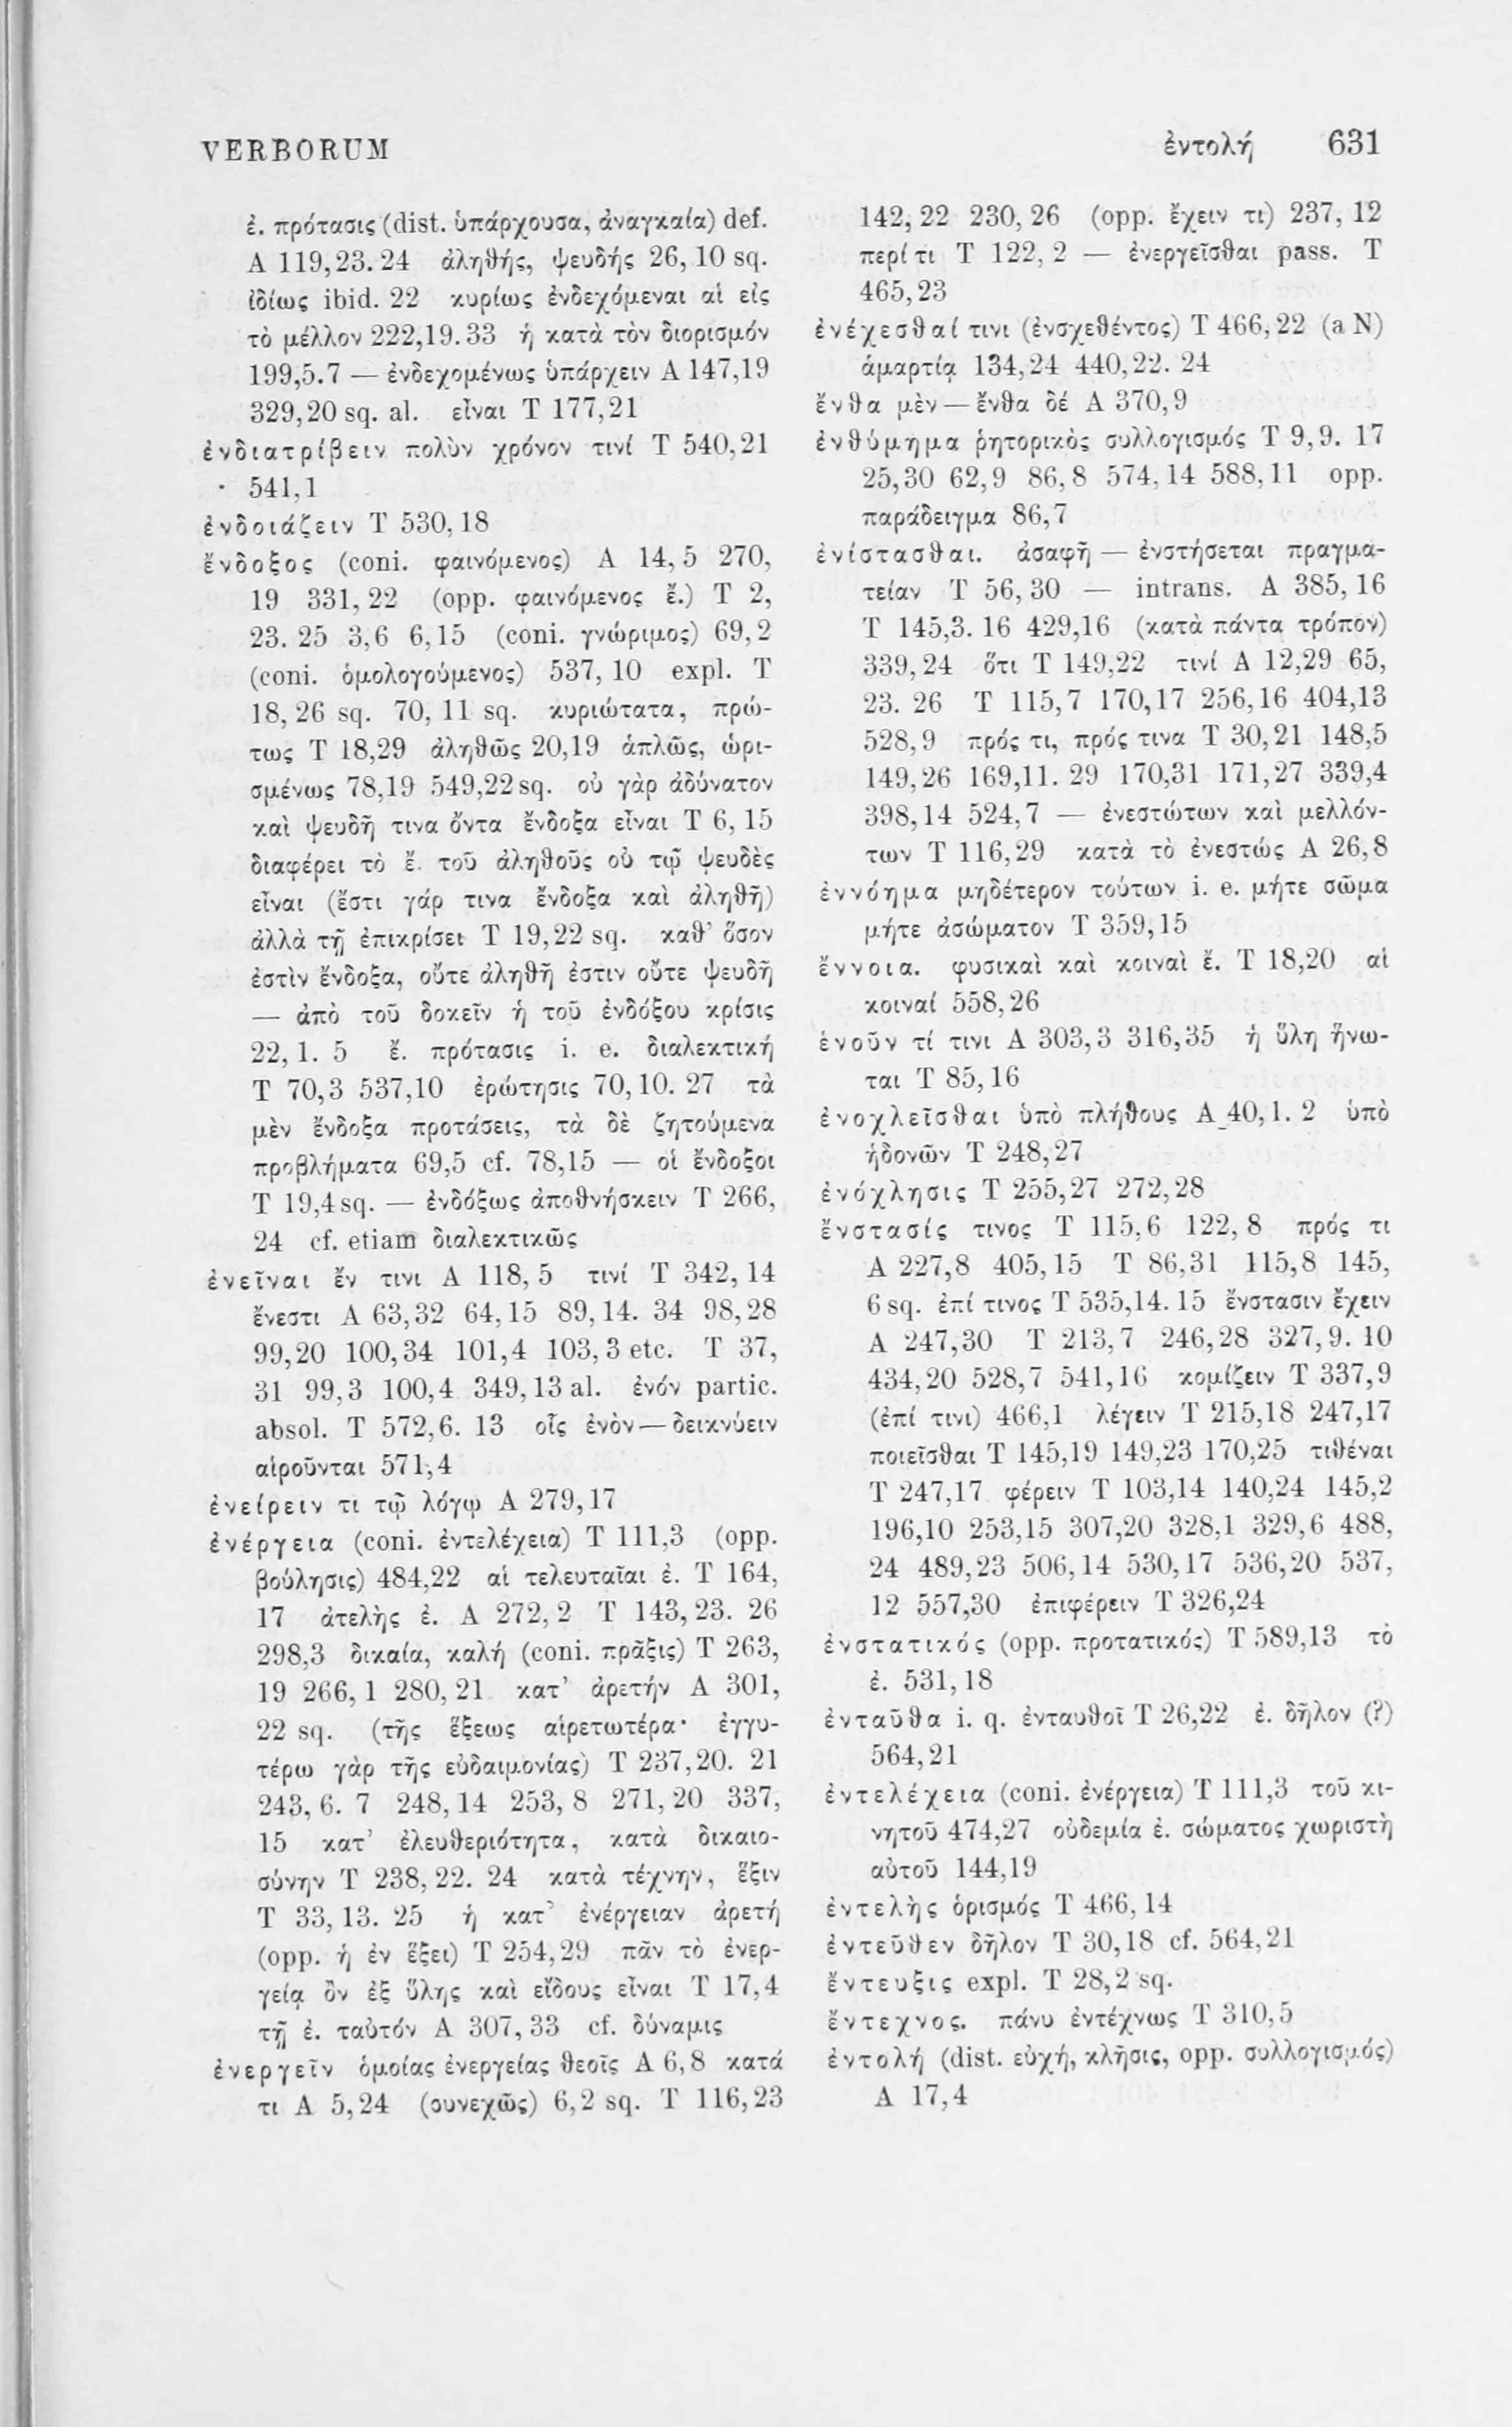 VERBORUM
ἐντολή 631
ἐ. πρότασις (dist. ὑπάρχουσα, ἀναγκαία) def.
A 119,23. 24 ἀληθής, ψευδής 26, 10 sq.
ἰδίως ibid. 22 κυρίως ἐνδεχόμεναι αἱ εἰς
τὸ μέλλον 222,19. 33 ἡ κατὰ τὸν διορισμόν
199,5.7 — ἐνδεχομένως ὑπάρχειν A 147,19
329,20 sq. al. εἶναι T 177,21
ἐνδιατρίβειν πολὺν χρόνον τινί T 540,21
541,1
ἐνδοιάζειν T 530,18
ἔνδοξος (coni. φαινόμενος) A 14, 5 270,
19 331, 22 (opp. φαινόμενος ἔ.) T 2,
23. 25 3,6 6,15 (coni. γνώριμος) 69,2
(coni. ὁμολογούμενος) 537, 10 expl. T
18, 26 sq. 70, 11 sq. κυριώτατα, πρώ-
τως T 18,29 ἀληθῶς 20,19 ἁπλῶς, ὡρι-
σμένως 78,19 549,22 sq. οὐ γὰρ ἀδύνατον
καὶ ψευδῆ τινα ὄντα ἔνδοξα εἶναι T 6, 15
διαφέρει τὸ ἔ. τοῦ ἀληθοῦς οὐ τῷ ψευδὲς
εἶναι (ἔστι γάρ τινα ἔνδοξα καὶ ἀληθῆ)
ἀλλὰ τῇ ἐπικρίσει T 19,22 sq. καθ’ ὅσον
ἐστὶν ἔνδοξα, οὔτε ἀληθῆ ἐστιν οὔτε ψευδῆ
— ἀπὸ τοῦ δοκεῖν ἡ τοῦ ἐνδόξου κρίσις
22, 1. 5 ἔ. πρότασις i. e. διαλεκτική
T 70,3 537,10 ἐρώτησις 70,10. 27 τὰ
μὲν ἔνδοξα προτάσεις, τὰ δὲ ζητούμενα
προβλήματα 69,5 cf. 78,15 — οἱ ἔνδοξοι
T 19,4 sq. — ἐνδόξως ἀποθνήσκειν T 266,
24 cf. etiam διαλεκτικῶς
ἐνεῖναι ἔν τινι A 118, 5 τινί T 342, 14
ἔνεστι A 63,32 64,15 89,14. 34 98,28
99,20 100,34 101,4 103, 3 etc. T 37,
31 99,3 100,4 349,13 al. ἐνόν partic.
absol. T 572,6. 13 οἷς ἐνὸν — δεικνύειν
αἱροῦνται 571,4
ἐνείρειν τι τῷ λόγῳ A 279,17
ἐνέργεια (coni. ἐντελέχεια) T 111,3 (opp.
βούλησις) 484,22 αἱ τελευταῖαι ἐ. T 164,
17 ἀτελὴς ἐ. A 272, 2 T 143, 23. 26
298,3 δικαία, καλή (coni. πρᾶξις) T 263,
19 266, 1 280, 21 κατ’ ἀρετήν A 301,
22 sq. (τῆς ἕξεως αἱρετωτέρα· ἐγγυ-
τέρω γὰρ τῆς εὐδαιμονίας) T 237,20. 21
243, 6. 7 248, 14 253, 8 271, 20 337,
15 κατ’ ἐλευθεριότητα, κατὰ δικαιο-
σύνην T 238, 22. 24 κατὰ τέχνην, ἕξιν
T 33, 13. 25 ἡ κατ’ ἐνέργειαν ἀρετή
(opp. ἡ ἐν ἕξει) T 254,29 πᾶν τὸ ἐνερ-
γείᾳ ὂν ἐξ ὕλης καὶ εἴδους εἶναι T 17,4
τῇ ἐ. ταὐτόν A 307, 33 cf. δύναμις
ἐνεργεῖν ὁμοίας ἐνεργείας θεοῖς A 6,8 κατά
τι A 5,24 (συνεχῶς) 6,2 sq. T 116,23
142, 22 230, 26 (opp. ἔχειν τι) 237, 12
περί τι T 122, 2 — ἐνεργεῖσθαι pass. T
465,23
ἐνέχεσθαί τινι (ἐνσχεθέντος) T 466,22 (a N)
ἁμαρτίᾳ 134,24 440,22. 24
ἔνθα μὲν — ἔνθα δέ A 370,9
ἐνθύμημα ῥητορικὸς συλλογισμός T 9,9. 17
25,30 62,9 86,8 574,14 588,11 opp.
παράδειγμα 86,7
ἐνίστασθαι. ἀσαφῆ — ἐνστήσεται πραγμα-
τείαν T 56, 30 — intrans. A 385, 16
T 145,3. 16 429,16 (κατὰ πάντα τρόπον)
339,24 ὅτι T 149,22 τινί A 12,29 65,
23. 26 T 115,7 170,17 256,16 404,13
528,9 πρός τι, πρός τινα T 30,21 148,5
149,26 169,11. 29 170,31 171,27 339,4
398,14 524,7 — ἐνεστώτων καὶ μελλόν-
των T 116,29 κατὰ τὸ ἐνεστώς A 26,8
ἐννόημα μηδέτερον τούτων i. e. μήτε σῶμα
μήτε ἀσώματον T 359,15
ἔννοια. φυσικαὶ καὶ κοιναὶ ἔ. T 18,20 αἱ
κοιναί 558,26
ἑνοῦν τί τινι A 303,3 316,35 ἡ ὕλη ἥνω-
ται T 85,16
ἐνοχλεῖσθαι ὑπὸ πλήθους A 40,1. 2 ὑπὸ
ἡδονῶν T 248,27
ἐνόχλησις T 255,27 272,28
ἔνστασίς τινος T 115,6 122, 8 πρός τι
A 227,8 405,15 T 86,31 115,8 145,
6 sq. ἐπί τινος T 535,14. 15 ἔνστασιν ἔχειν
A 247,30 T 213,7 246,28 327,9. 10
434,20 528,7 541,16 κομίζειν T 337,9
(ἐπί τινι) 466,1 λέγειν T 215,18 247,17
ποιεῖσθαι T 145,19 149,23 170,25 τιθέναι
T 247,17 φέρειν T 103,14 140,24 145,2
196,10 253,15 307,20 328,1 329,6 488,
24 489,23 506,14 530,17 536,20 537,
12 557,30 ἐπιφέρειν T 326,24
ἐνστατικός (opp. προτατικός) T 589,13 τὸ
ἐ. 531,18
ἐνταῦθα i. q. ἐνταυθοῖ T 26,22 ἐ. δῆλον (?)
564,21
ἐντελέχεια (coni. ἐνέργεια) T 111,3 τοῦ κι-
νητοῦ 474,27 οὐδεμία ἐ. σώματος χωριστὴ
αὐτοῦ 144,19
ἐντελὴς ὁρισμός T 466, 14
ἐντεῦθεν δῆλον T 30,18 cf. 564,21
ἔντευξις expl. T 28,2 sq.
ἔντεχνος. πάνυ ἐντέχνως T 310,5
ἐντολή (dist. εὐχή, κλῆσις, opp. συλλογισμός)
A 17,4